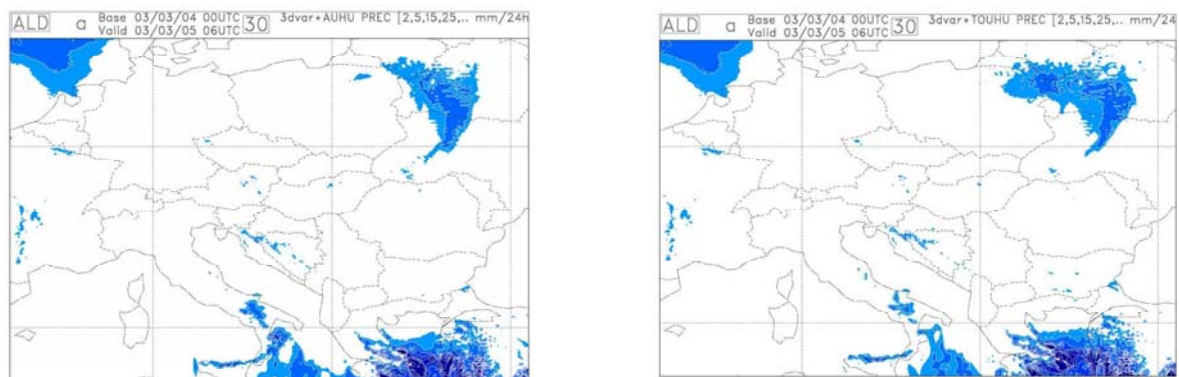 ALD a Base 03/03/04 00UTC 30 3dvar+AUHU PREC [2,5,15,25,.. mm/24h
Valid 03/03/05 06UTC
ALD a Base 03/03/04 00UTC 30 3dvar+TOUHU PREC [2,5,15,25,.. mm/24
Valid 03/03/05 06UTC